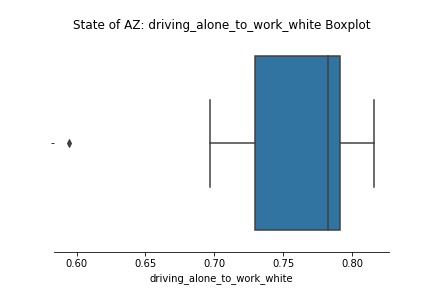 State of AZ: driving_alone_to_work_white Boxplot
0.60 0.65 0.70 0.75 0.80
driving_alone_to_work_white